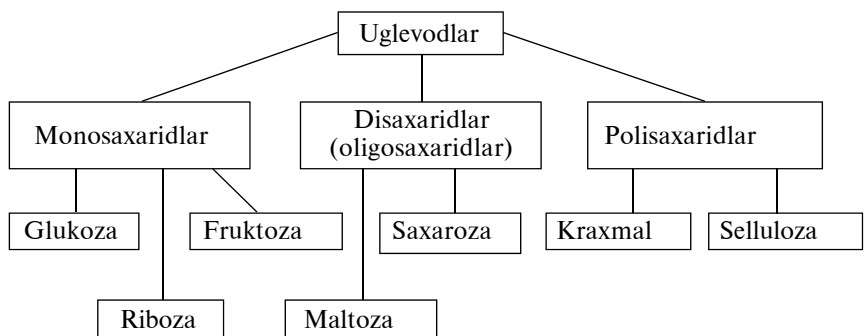 Uglevodlar
Monosaxaridlar
Disaxaridlar
(oligosaxaridlar)
Polisaxaridlar
Glukoza
Fruktoza
Saxaroza
Kraxmal
Selluloza
Riboza
Maltoza